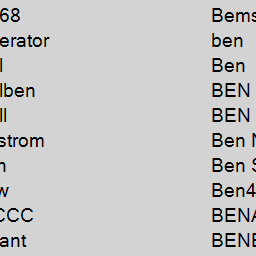 68 Bems
erator ben
l Ben
lben BEN
ll BEN
strom Ben N
n Ben S
w Ben4
CCC BENA
ant BENE